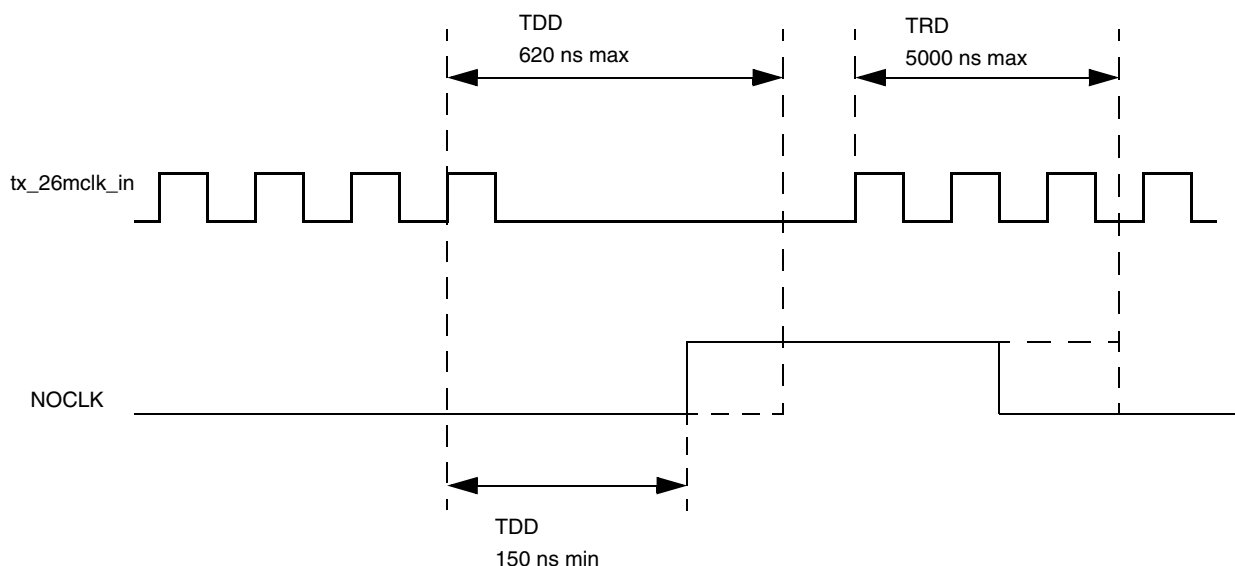 TDD
620 ns max
TRD
5000 ns max
tx_26mclk_in
NOCLK
TDD
150 ns min